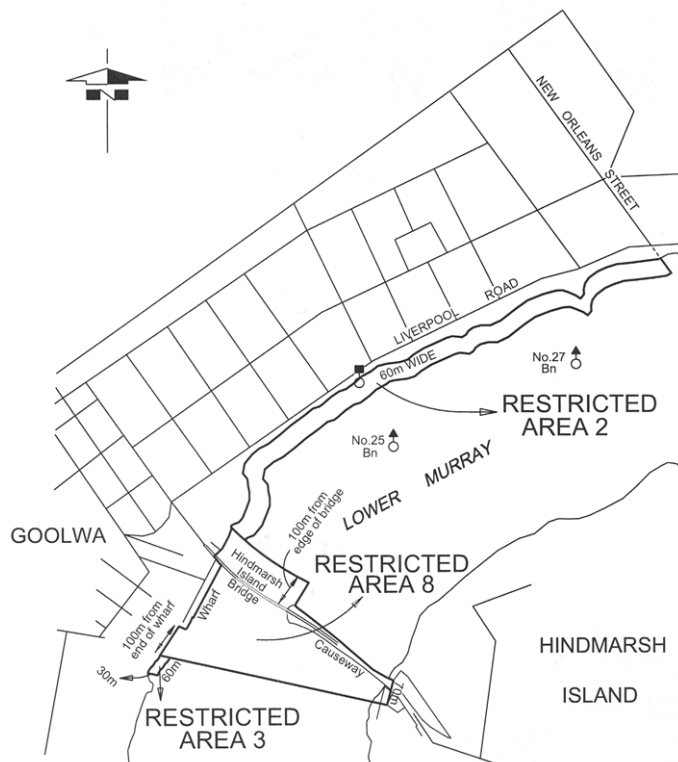 N
NEW ORLEANS
STREET
LIVERPOOL ROAD
60m WIDE
No.27
Bn
RESTRICTED
AREA 2
No.25
Bn
LOWER MURRAY
100m from
edge of bridge
GOOLWA
Hindmarsh
Island
Bridge
RESTRICTED
AREA 8
Wharf
100m from
end of wharf
Causeway
HINDMARSH
ISLAND
30m
60m
70m
RESTRICTED
AREA 3